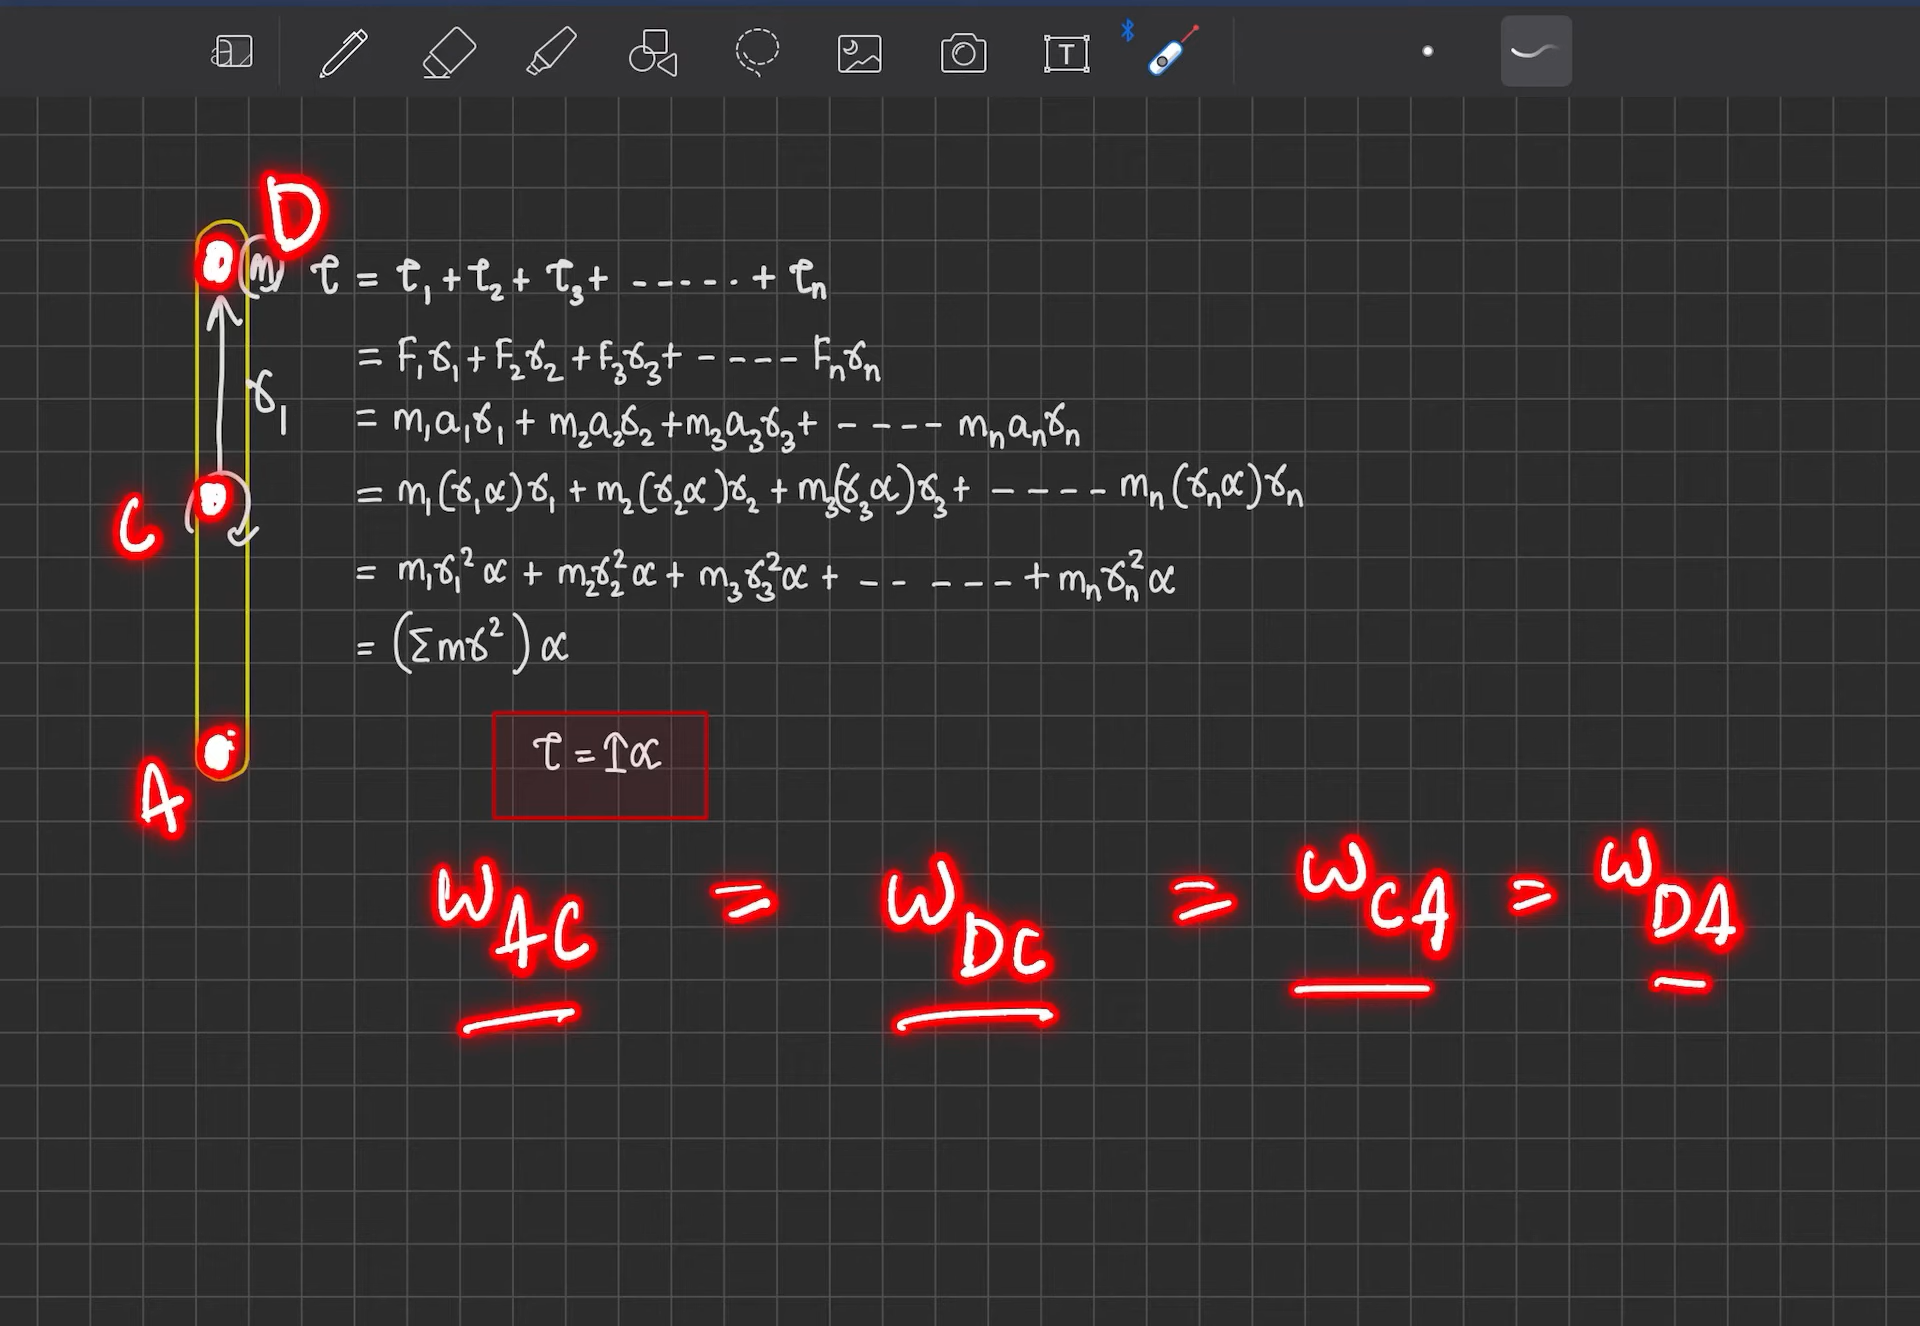 D
(m) τ = τ₁ + τ₂ + τ₃ + ----- + τₙ
= F₁r₁ + F₂r₂ + F₃r₃ + ---- Fₙrₙ
r₁
= m₁a₁r₁ + m₂a₂r₂ + m₃a₃r₃ + ---- mₙaₙrₙ
= m₁(r₁α)r₁ + m₂(r₂α)r₂ + m₃(r₃α)r₃ + ---- mₙ(rₙα)rₙ
C
= m₁r₁²α + m₂r₂²α + m₃r₃²α + -- --- + mₙrₙ²α
= (Σmr²)α
τ = Iα
A
ω_AC = ω_DC = ω_CA = ω_DA